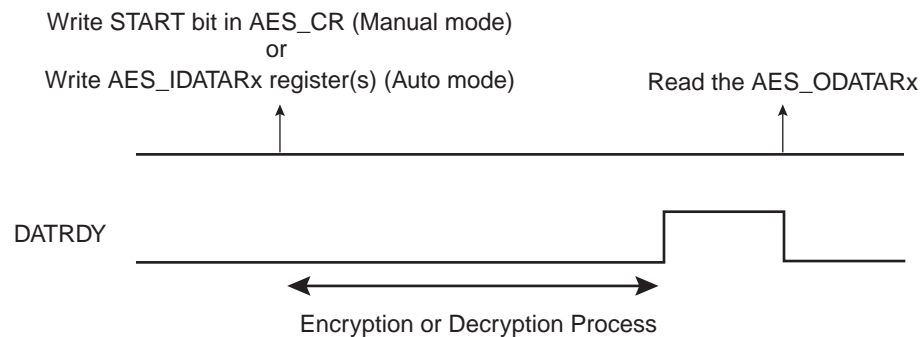 Write START bit in AES_CR (Manual mode)
or
Write AES_IDATARx register(s) (Auto mode)
Read the AES_ODATARx
DATRDY
Encryption or Decryption Process